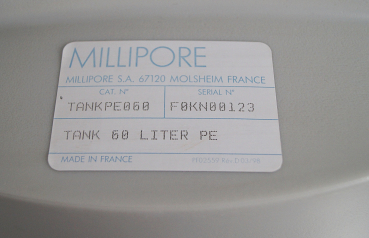 MILLIPORE
MILLIPORE S.A. 67120 MOLSHEIM FRANCE
CAT. N° SERIAL N°
TANKPE060 F0KN00123
TANK 60 LITER PE
MADE IN FRANCE